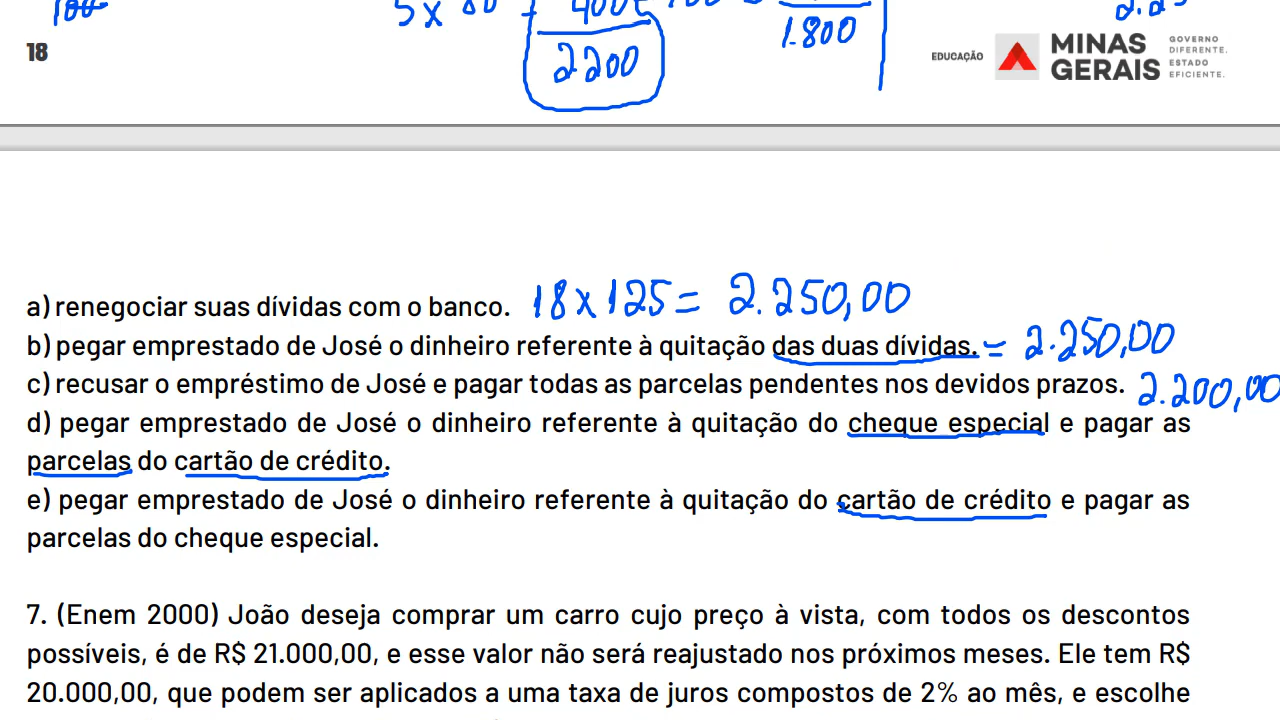 5 x 80
400
2200
1.800
18
EDUCAÇÃO
MINAS GERAIS
GOVERNO
DIFERENTE.
ESTADO
EFICIENTE.
a) renegociar suas dívidas com o banco. 18 x 125 = 2.250,00
b) pegar emprestado de José o dinheiro referente à quitação das duas dívidas. = 2.250,00
c) recusar o empréstimo de José e pagar todas as parcelas pendentes nos devidos prazos. 2.200,00
d) pegar emprestado de José o dinheiro referente à quitação do cheque especial e pagar as
parcelas do cartão de crédito.
e) pegar emprestado de José o dinheiro referente à quitação do cartão de crédito e pagar as
parcelas do cheque especial.
7. (Enem 2000) João deseja comprar um carro cujo preço à vista, com todos os descontos
possíveis, é de R$ 21.000,00, e esse valor não será reajustado nos próximos meses. Ele tem R$
20.000,00, que podem ser aplicados a uma taxa de juros compostos de 2% ao mês, e escolhe